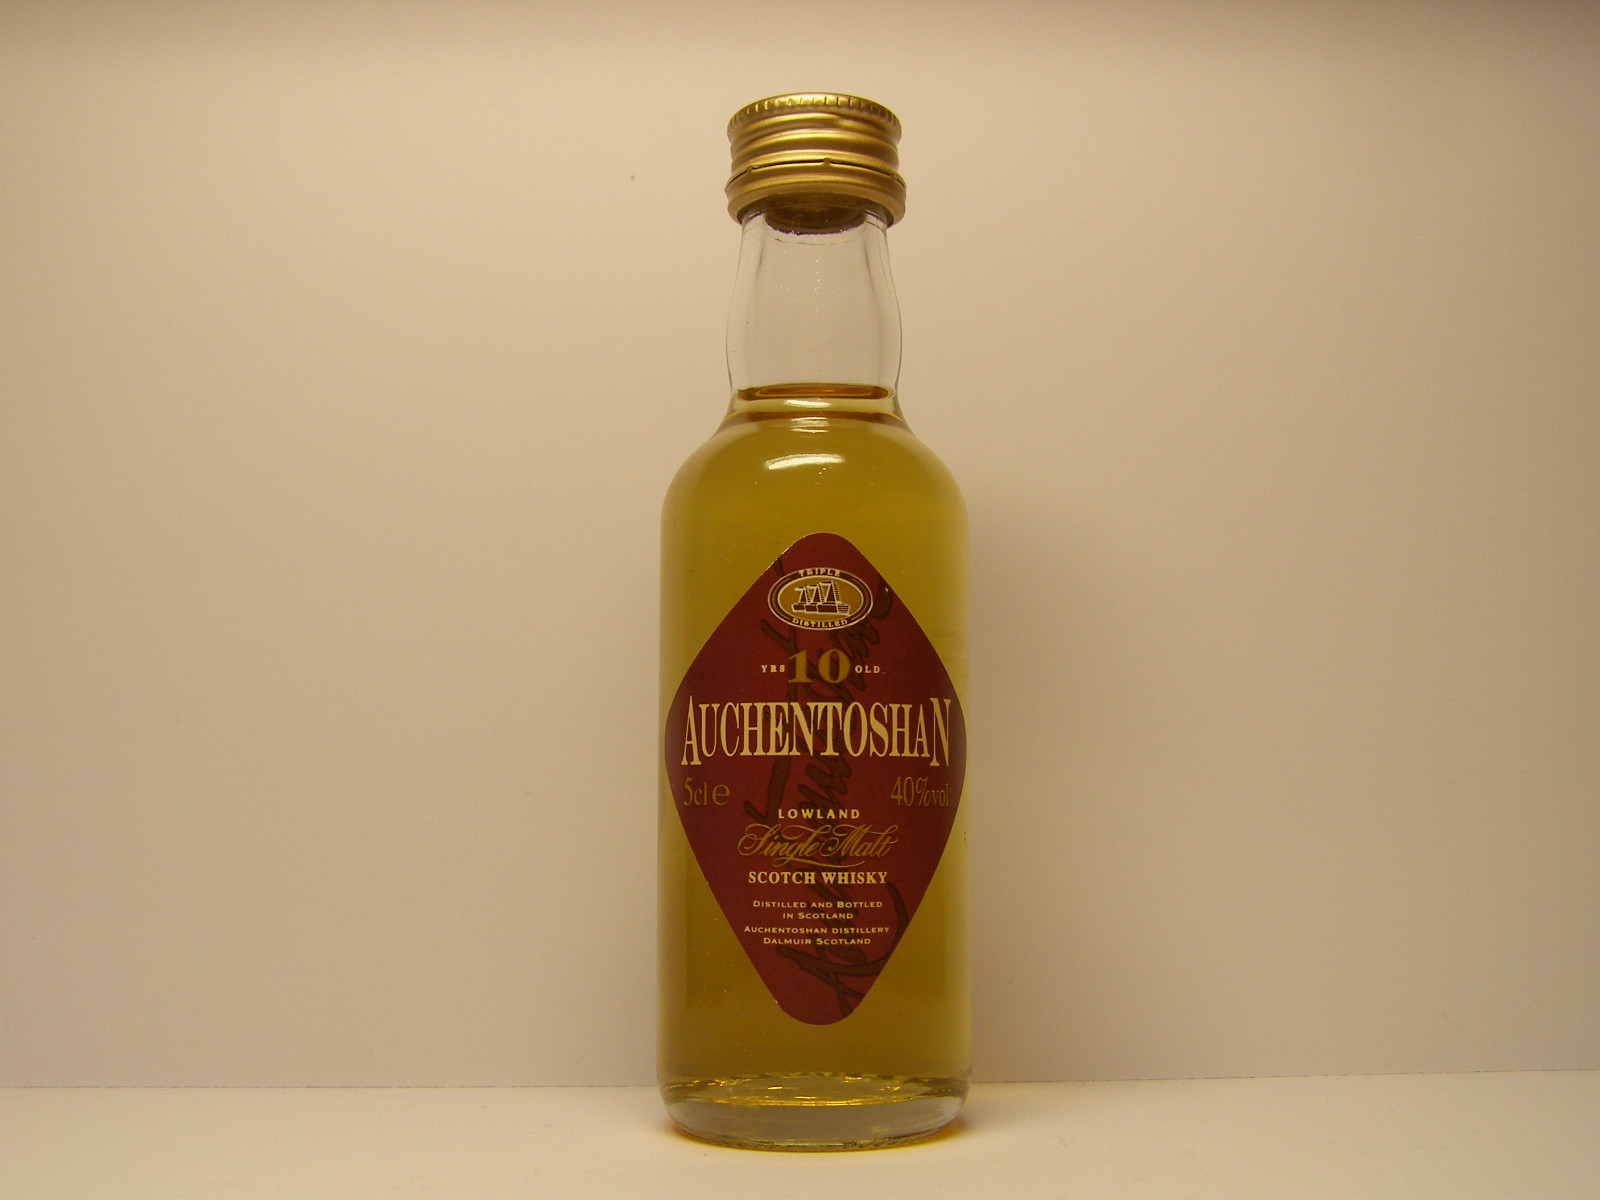 TRIPLE
DISTILLED
YRS 10 OLD
AUCHENTOSHAN
5cl e 40%vol
LOWLAND
Single Malt
SCOTCH WHISKY
DISTILLED AND BOTTLED
IN SCOTLAND
AUCHENTOSHAN DISTILLERY
DALMUIR SCOTLAND